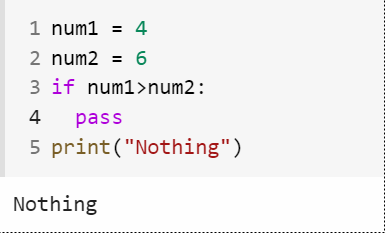 1 num1 = 4
2 num2 = 6
3 if num1>num2:
4   pass
5 print("Nothing")
Nothing